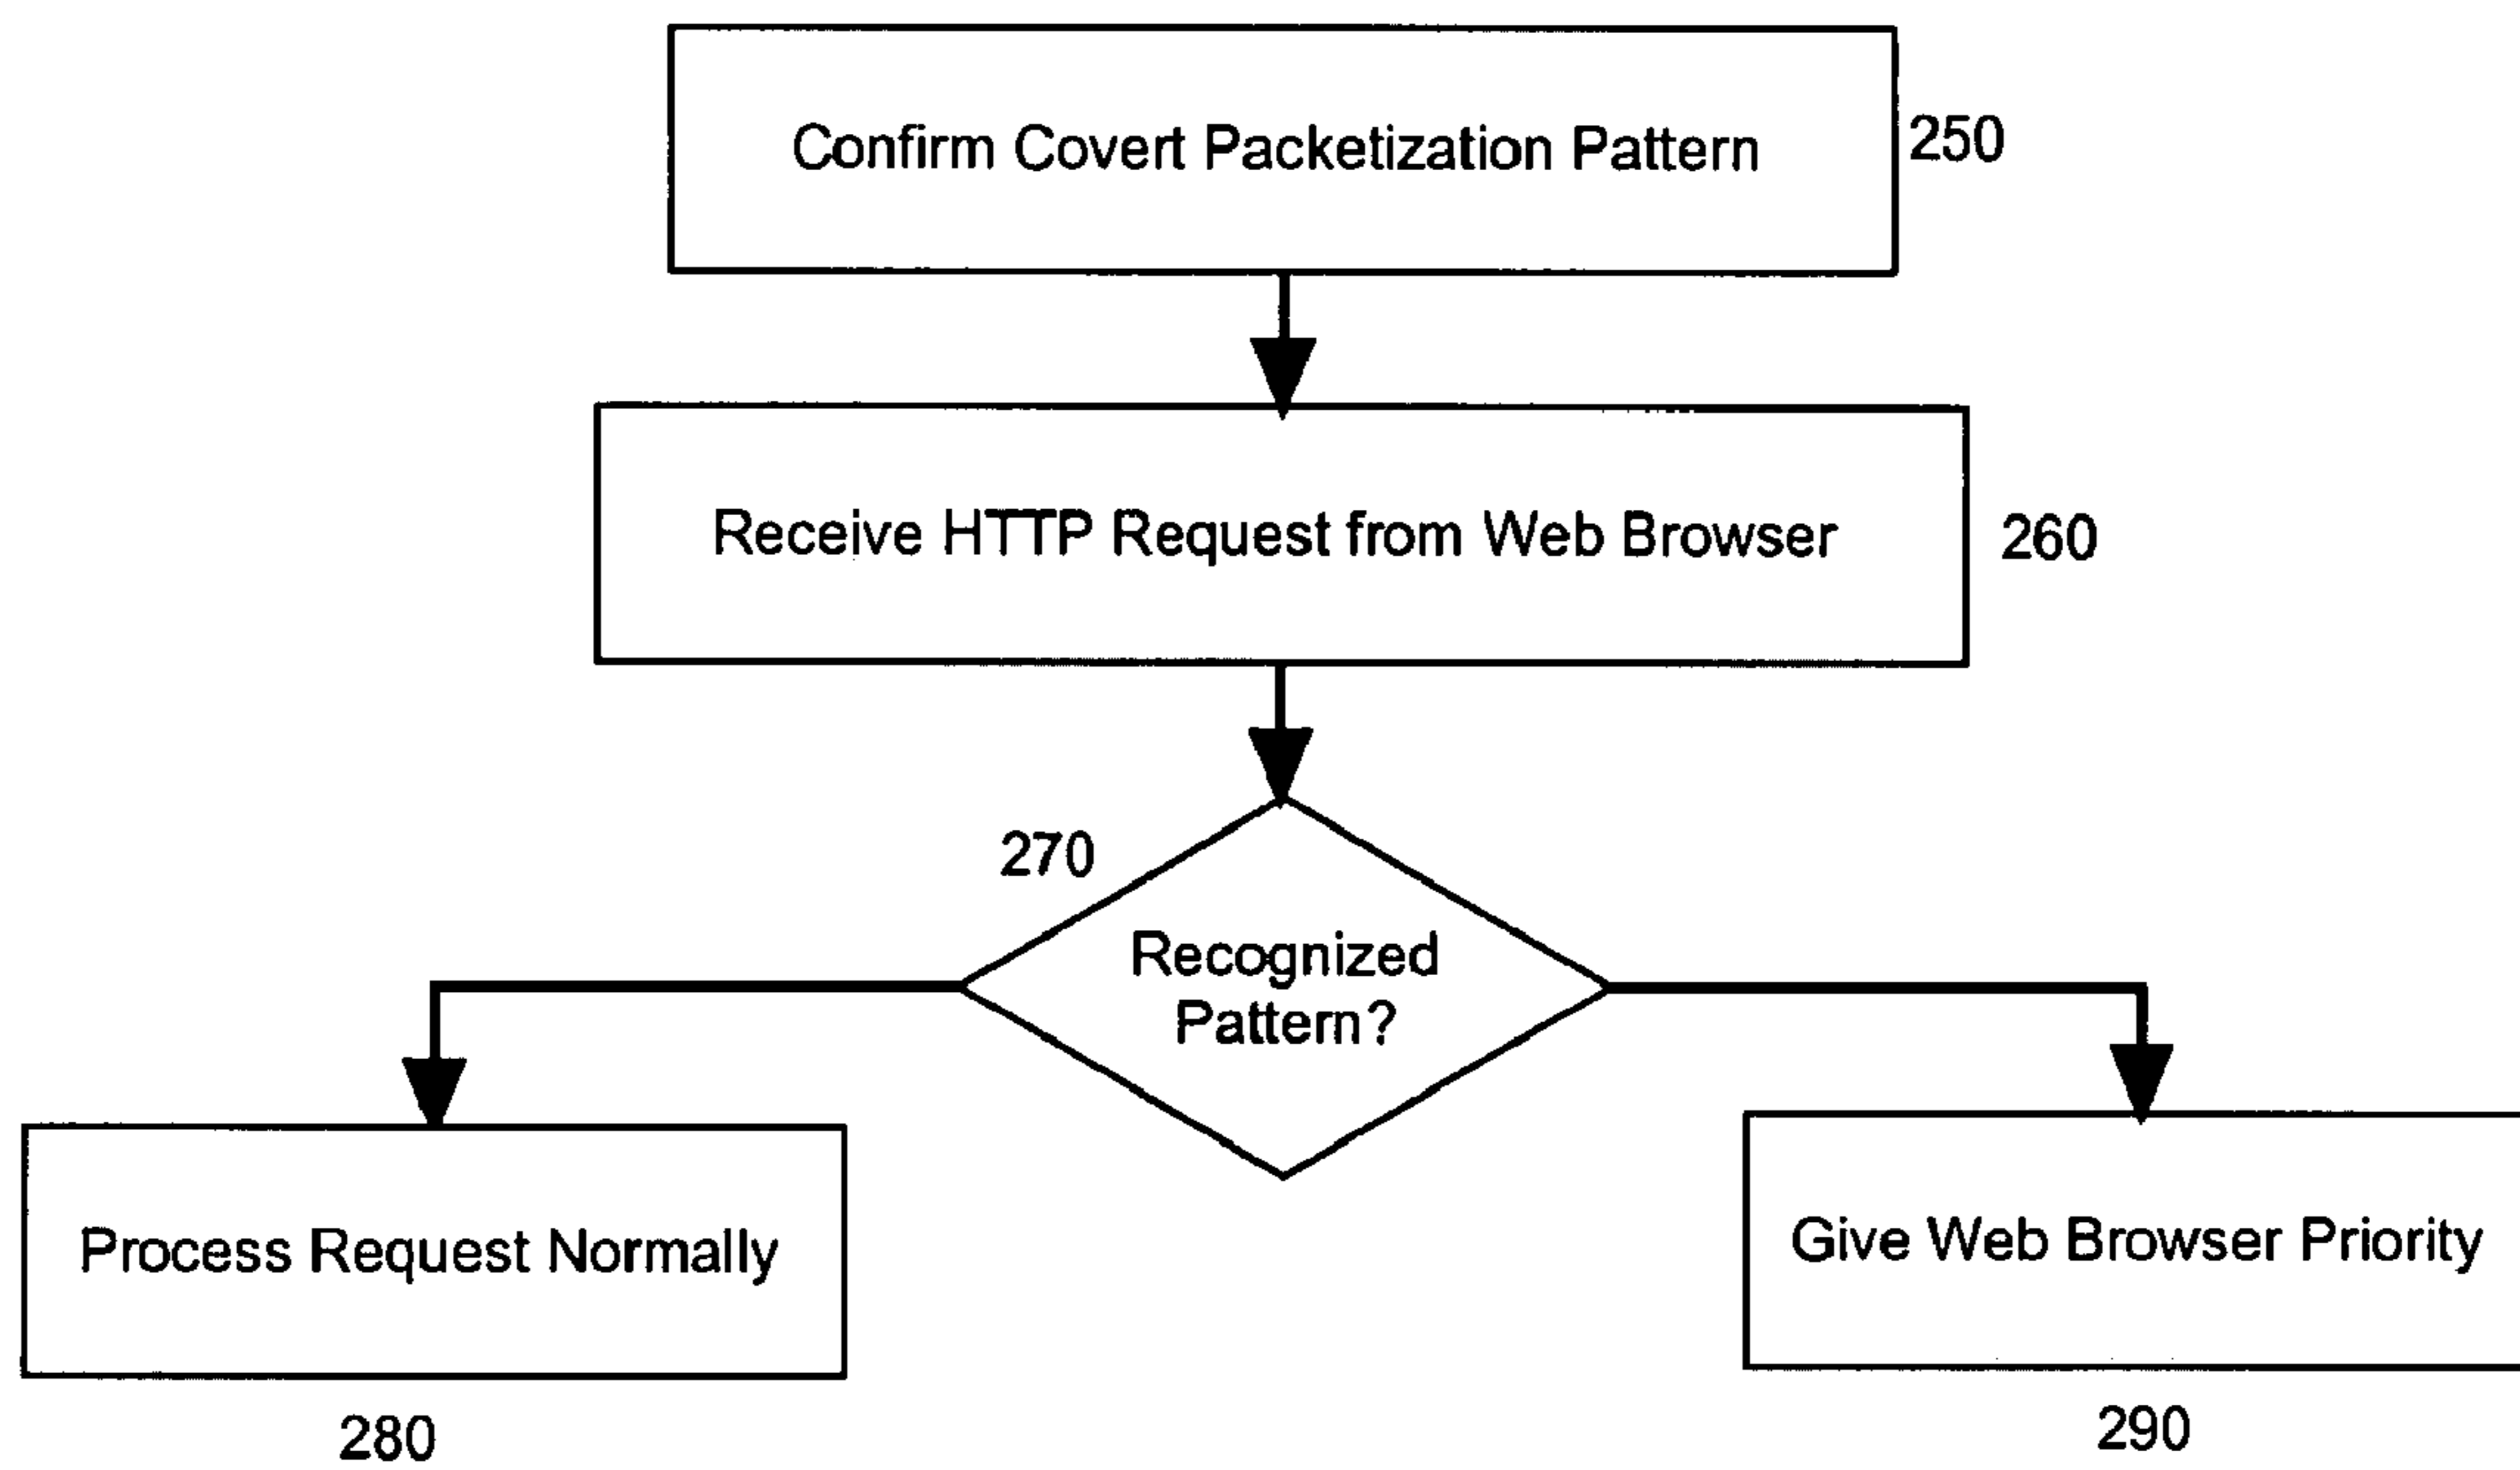 Confirm Covert Packetization Pattern
250
Receive HTTP Request from Web Browser
260
270
Recognized
Pattern?
Process Request Normally
Give Web Browser Priority
280
290